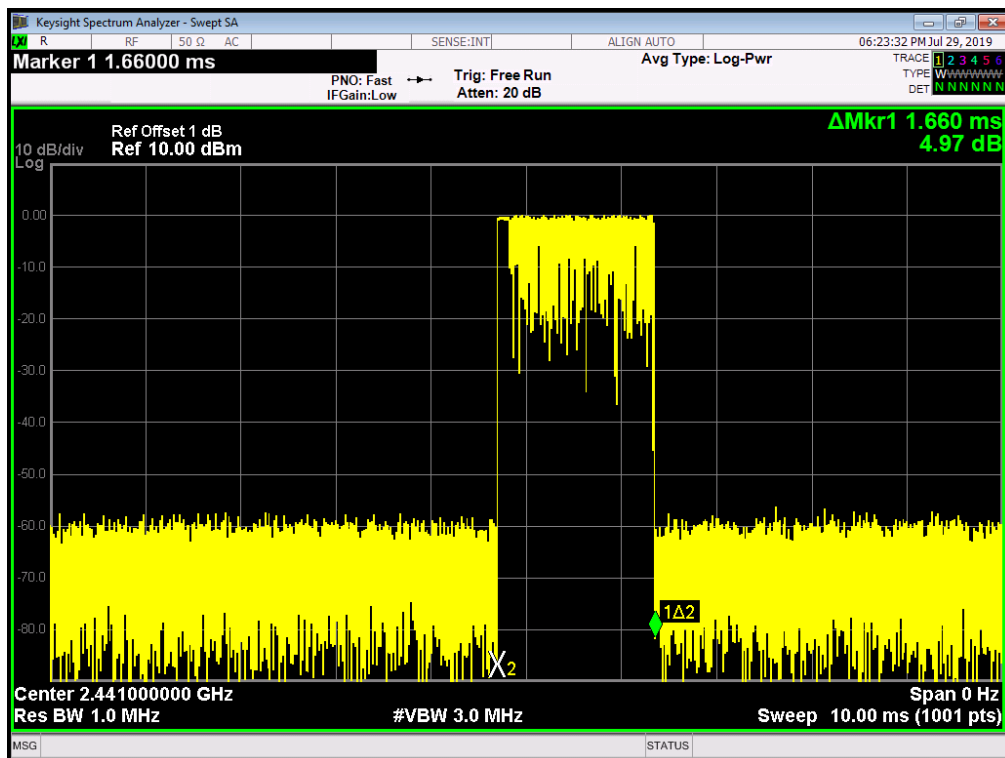 Keysight Spectrum Analyzer - Swept SA
LXI R RF 50 Ω AC SENSE:INT ALIGN AUTO 06:23:32 PM Jul 29, 2019
Marker 1 1.66000 ms
PNO: Fast
IFGain:Low
Trig: Free Run
Atten: 20 dB
Avg Type: Log-Pwr
TRACE 1 2 3 4 5 6
TYPE WWWWWW
DET N N N N N N
ΔMkr1 1.660 ms
4.97 dB
Ref Offset 1 dB
10 dB/div Ref 10.00 dBm
Log
0.00
-10.0
-20.0
-30.0
-40.0
-50.0
-60.0
-70.0
-80.0
1Δ2
X2
Center 2.441000000 GHz Span 0 Hz
Res BW 1.0 MHz #VBW 3.0 MHz Sweep 10.00 ms (1001 pts)
MSG STATUS